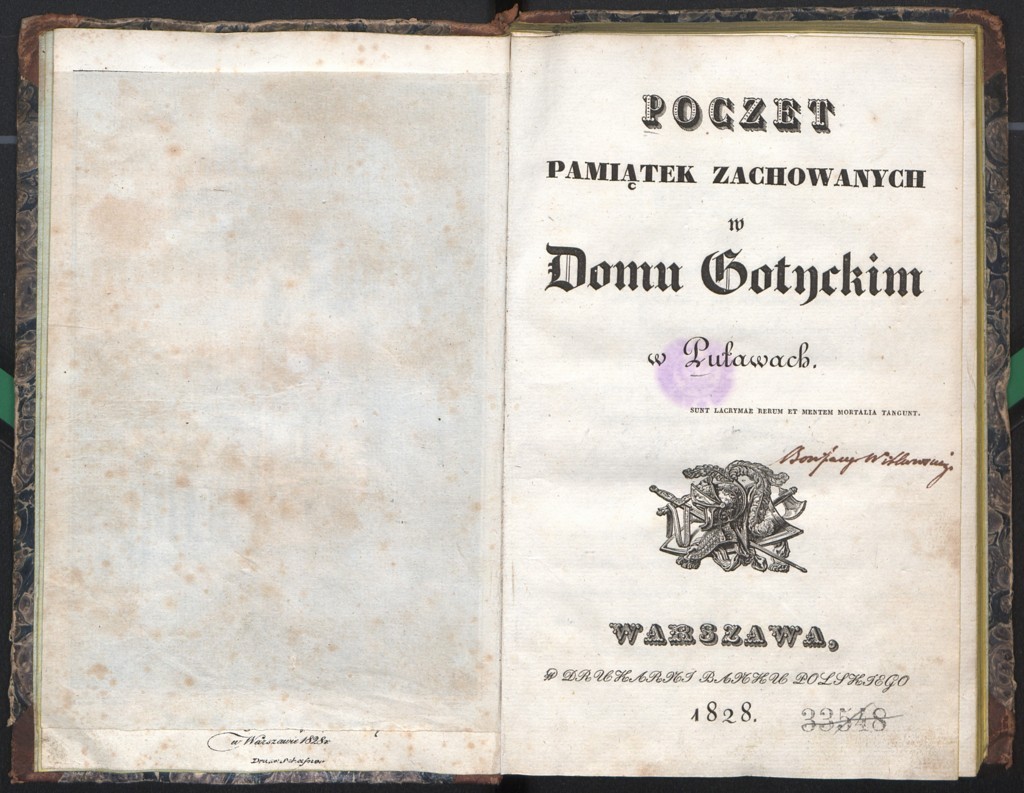 w Warszawie 1828r
POCZET
PAMIĄTEK ZACHOWANYCH
w
Domu Gotyckim
w Puławach.
SUNT LACRYMAE RERUM ET MENTEM MORTALIA TANGUNT.
WARSZAWA,
W DRUKARNI BANKU POLSKIEGO
1828.
33548